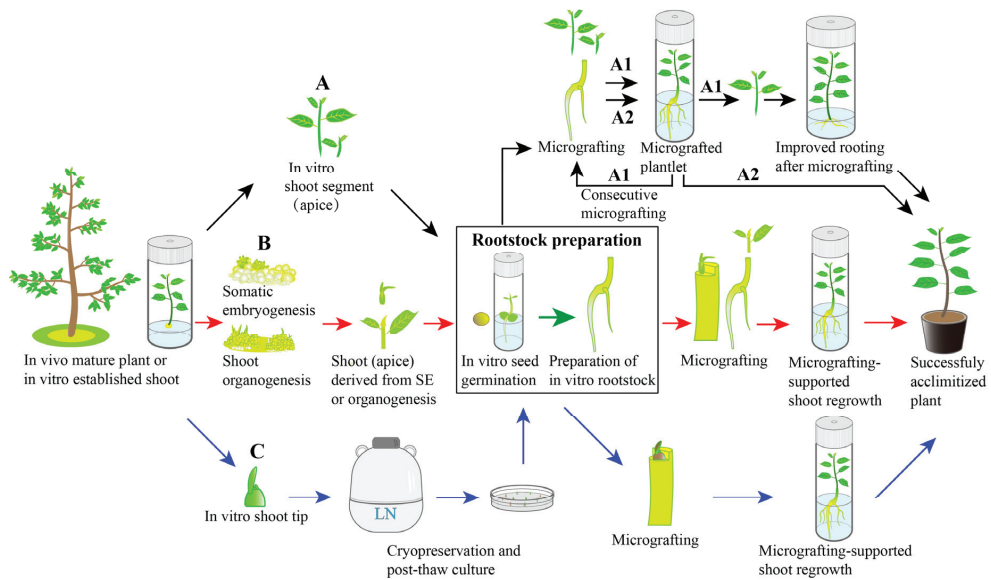 A
In vitro
shoot segment
(apice)
A1
A2
Micrografting
Micrografted
plantlet
A1
Improved rooting
after micrografting
A1
Consecutive
micrografting
A2
In vivo mature plant or
in vitro established shoot
B
Somatic
embryogenesis
Shoot
organogenesis
Shoot (apice)
derived from SE
or organogenesis
Rootstock preparation
In vitro seed
germination
Preparation of
in vitro rootstock
Micrografting
Micrografting-
supported
shoot regrowth
Successfuly
acclimitized
plant
C
In vitro shoot tip
LN
Cryopreservation and
post-thaw culture
Micrografting
Micrografting-supported
shoot regrowth